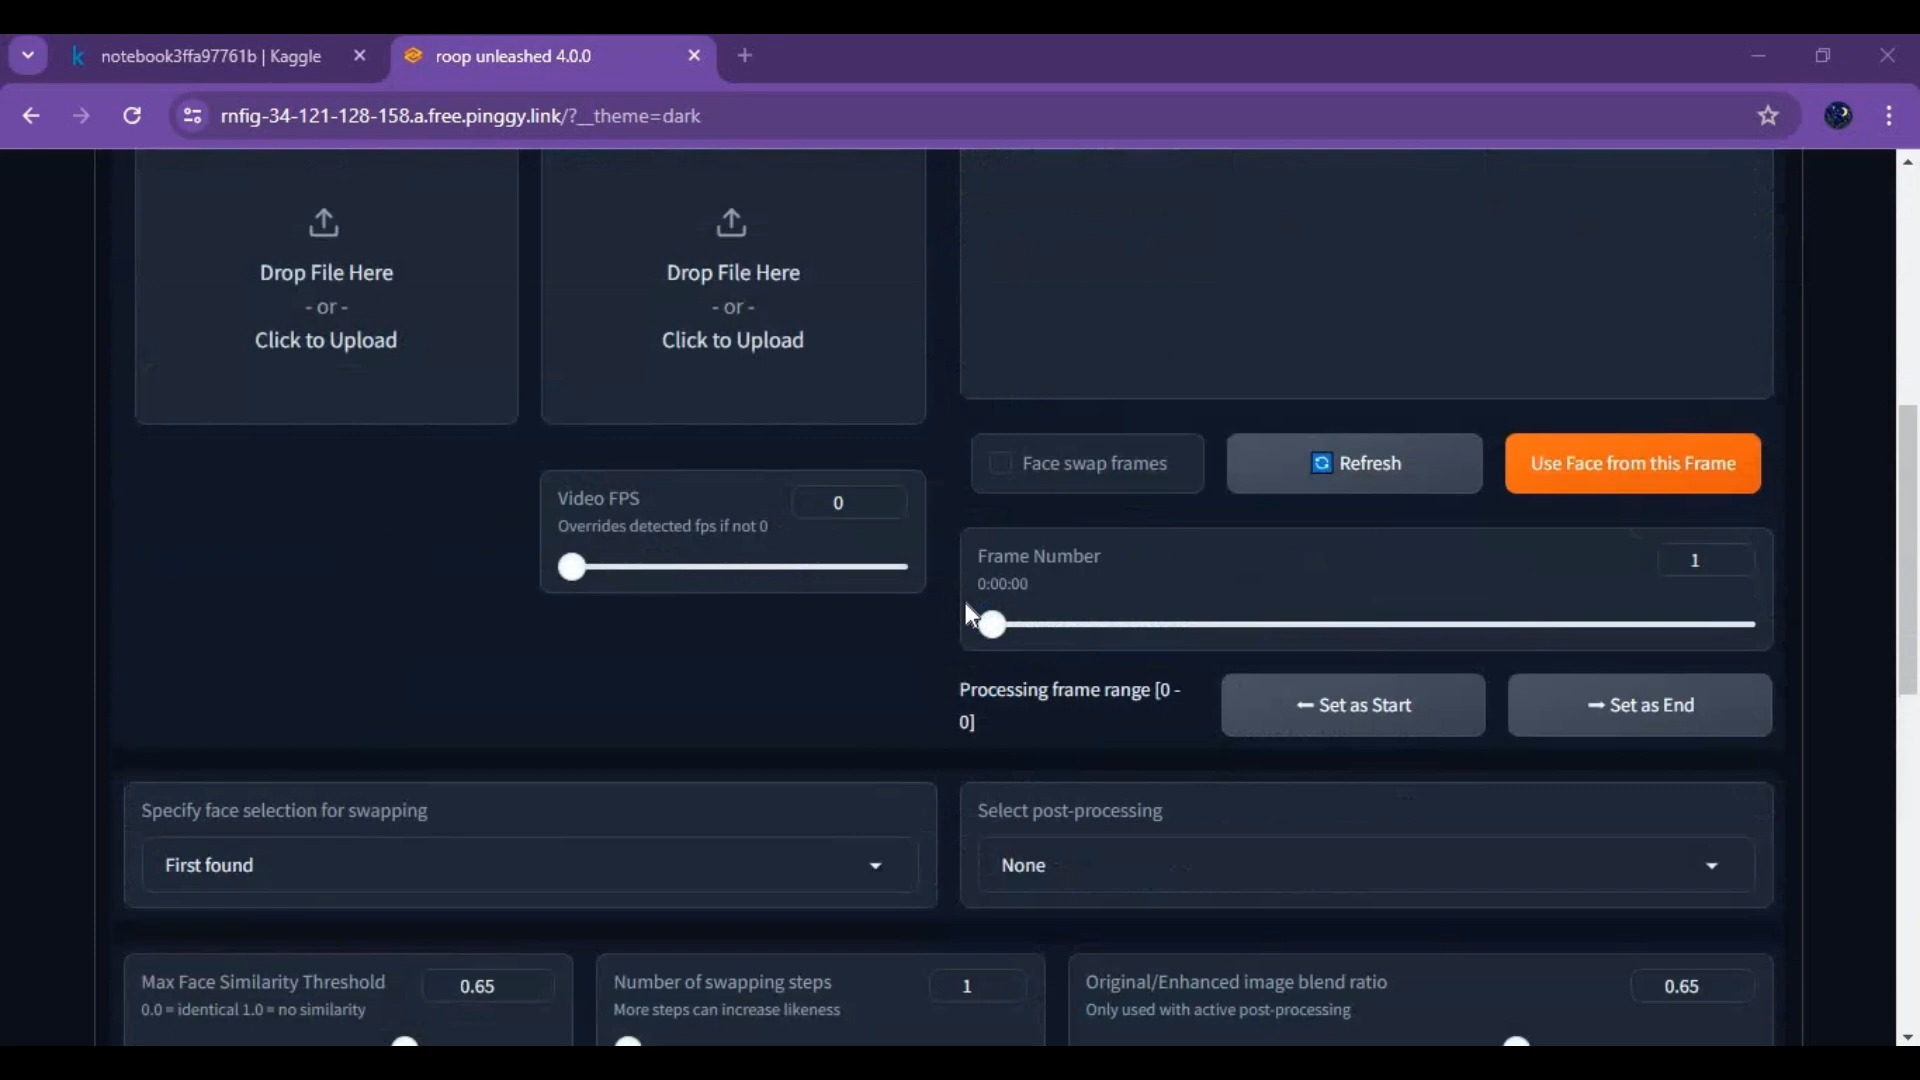 notebook3ffa97761b | Kaggle
roop unleashed 4.0.0
rnfig-34-121-128-158.a.free.pinggy.link/?__theme=dark
Drop File Here
- or -
Click to Upload
Drop File Here
- or -
Click to Upload
Face swap frames
Refresh
Use Face from this Frame
Video FPS
0
Overrides detected fps if not 0
Frame Number
1
0:00:00
Processing frame range [0 -
0]
⬅ Set as Start
➡ Set as End
Specify face selection for swapping
First found
Select post-processing
None
Max Face Similarity Threshold
0.65
0.0 = identical 1.0 = no similarity
Number of swapping steps
1
More steps can increase likeness
Original/Enhanced image blend ratio
0.65
Only used with active post-processing